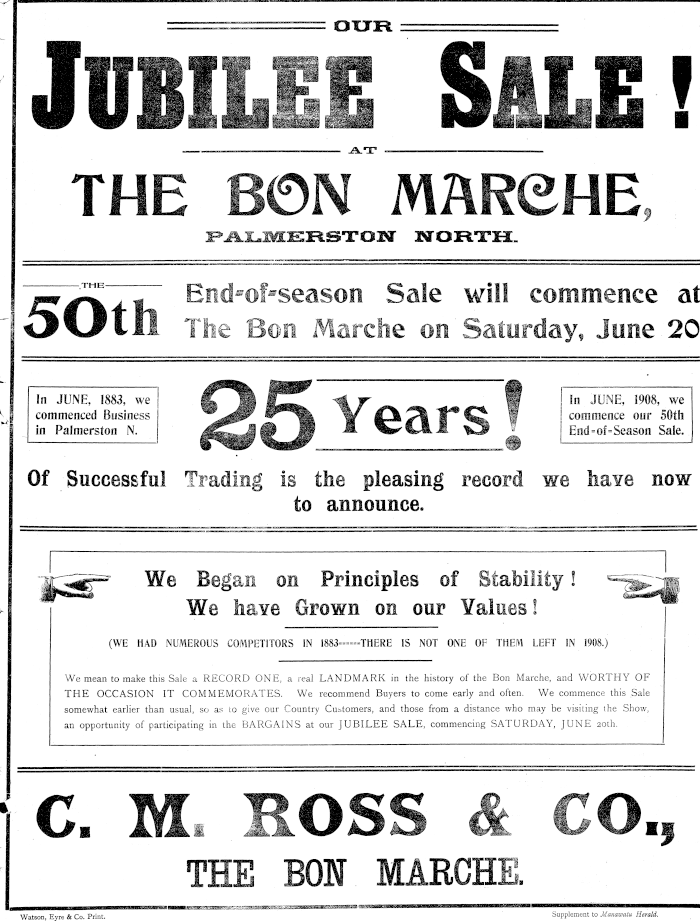 OUR
JUBILEE SALE!
AT
THE BON MARCHE,
PALMERSTON NORTH.
THE
50th
End-of-season Sale will commence at
The Bon Marche on Saturday, June 20
In JUNE, 1883, we
commenced Business
in Palmerston N.
25 Years!
In JUNE, 1908, we
commence our 50th
End-of-Season Sale.
Of Successful Trading is the pleasing record we have now
to announce.
We Began on Principles of Stability!
We have Grown on our Values!
(WE HAD NUMEROUS COMPETITORS IN 1883-----THERE IS NOT ONE OF THEM LEFT IN 1908.)
We mean to make this Sale a RECORD ONE, a real LANDMARK in the history of the Bon Marche, and WORTHY OF
THE OCCASION IT COMMEMORATES. We recommend Buyers to come early and often. We commence this Sale
somewhat earlier than usual, so as to give our Country Customers, and those from a distance who may be visiting the Show,
an opportunity of participating in the BARGAINS at our JUBILEE SALE, commencing SATURDAY, JUNE 20th.
C. M. ROSS & CO.,
THE BON MARCHE.
Watson, Eyre & Co. Print.
Supplement to Manawatu Herald.